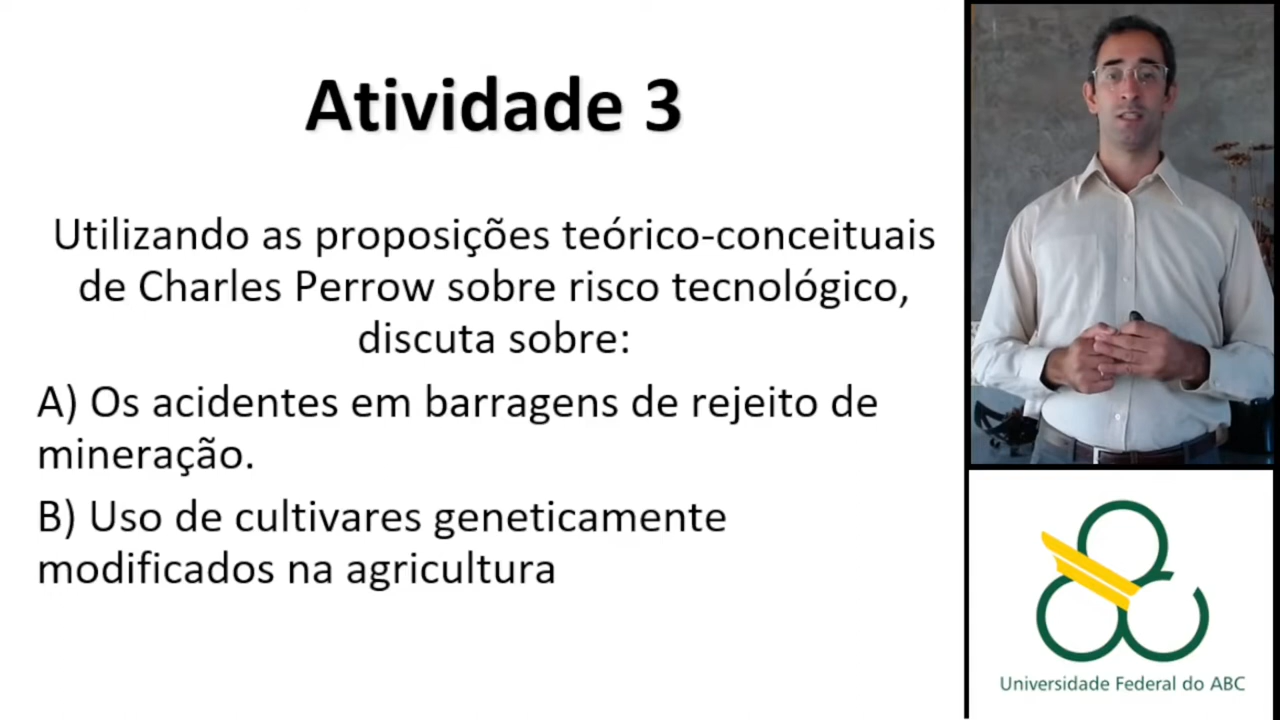 Atividade 3
Utilizando as proposições teórico-conceituais
de Charles Perrow sobre risco tecnológico,
discuta sobre:
A) Os acidentes em barragens de rejeito de
mineração.
B) Uso de cultivares geneticamente
modificados na agricultura
Universidade Federal do ABC